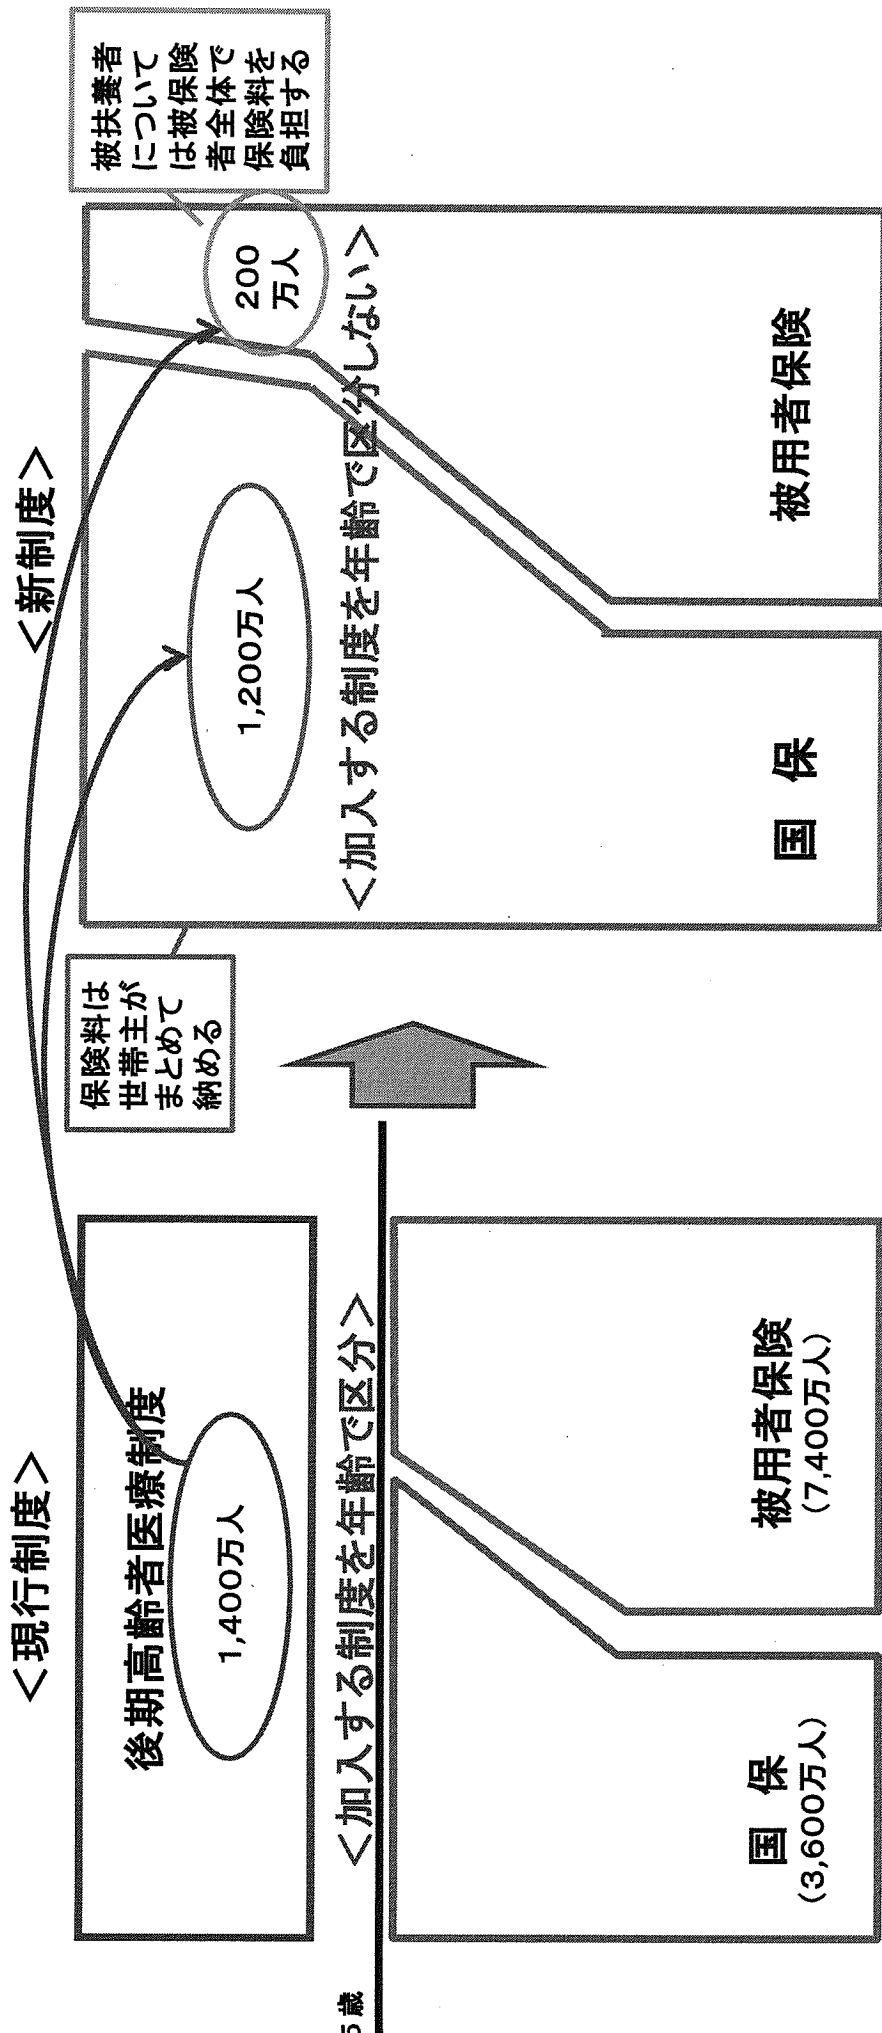 ＜現行制度＞
後期高齢者医療制度
1,400万人
＜加入する制度を年齢で区分＞
5歳
国 保
（3,600万人）
被用者保険
（7,400万人）
＜新制度＞
保険料は
世帯主が
まとめて
納める
1,200万人
200
万人
被扶養者
について
は被保険
者全体で
保険料を
負担する
＜加入する制度を年齢で区分しない＞
国 保
被用者保険